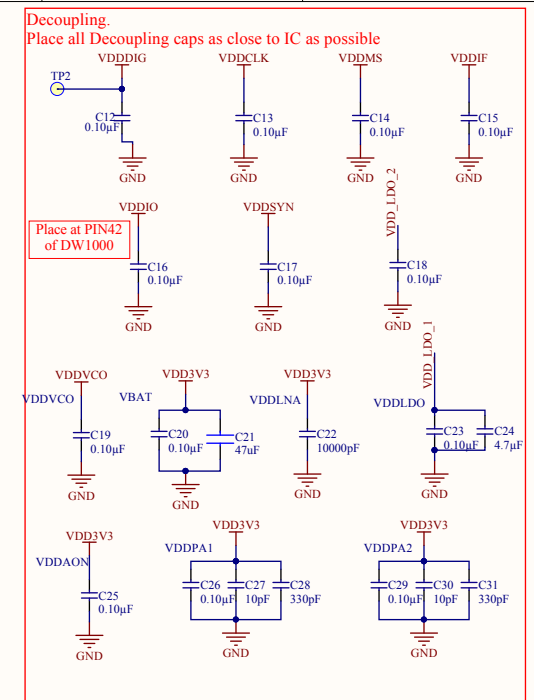 Decoupling.
Place all Decoupling caps as close to IC as possible
VDDDIG
VDDCLK
VDDMS
VDDIF
TP2
C12
0.10µF
C13
0.10µF
C14
0.10µF
C15
0.10µF
GND
GND
GND
GND
VDDIO
VDDSYN
VDD_LDO_2
Place at PIN42
of DW1000
C16
0.10µF
C17
0.10µF
C18
0.10µF
GND
GND
GND
VDDVCO
VDD3V3
VDD3V3
VDD_LDO_1
VDDVCO
VBAT
VDDLNA
VDDLDO
C19
0.10µF
C20
0.10µF
C21
47uF
C22
10000pF
C23
0.10µF
C24
4.7µF
GND
GND
GND
GND
VDD3V3
VDD3V3
VDD3V3
VDDAON
VDDPA1
VDDPA2
C25
0.10µF
C26
0.10µF
C27
10pF
C28
330pF
C29
0.10µF
C30
10pF
C31
330pF
GND
GND
GND